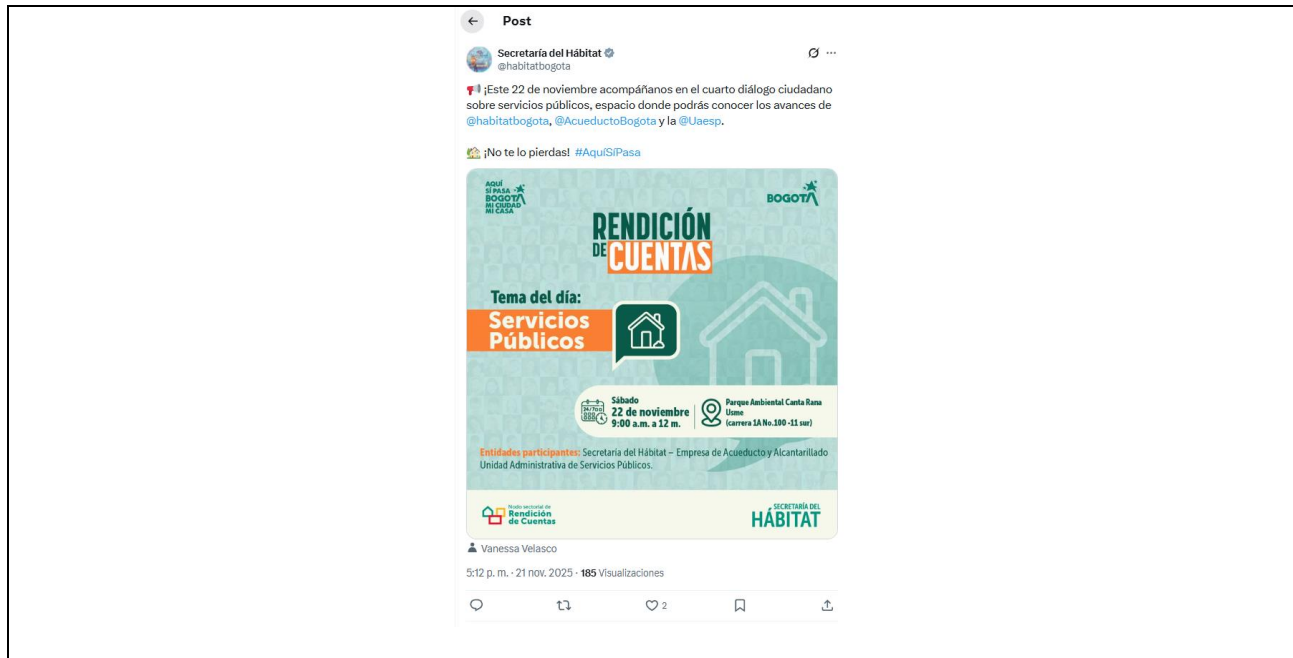 Post
Secretaría del Hábitat
@habitatbogota
¡Este 22 de noviembre acompáñanos en el cuarto diálogo ciudadano
sobre servicios públicos, espacio donde podrás conocer los avances de
@habitatbogota, @AcueductoBogota y la @Uaesp.
¡No te lo pierdas! #AquíSíPasa
AQUÍ
SÍ PASA
BOGOTÁ
MI CIUDAD
MI CASA
BOGOTÁ
RENDICIÓN
DE CUENTAS
Tema del día:
Servicios
Públicos
24/7
Sábado
22 de noviembre
9:00 a.m. a 12 m.
Parque Ambiental Canta Rana
Usme
(carrera 1A No.100 -11 sur)
Entidades participantes: Secretaría del Hábitat – Empresa de Acueducto y Alcantarillado
Unidad Administrativa de Servicios Públicos.
Nodo sectorial de
Rendición
de Cuentas
SECRETARÍA DEL
HÁBITAT
Vanessa Velasco
5:12 p. m. · 21 nov. 2025 · 185 Visualizaciones
2